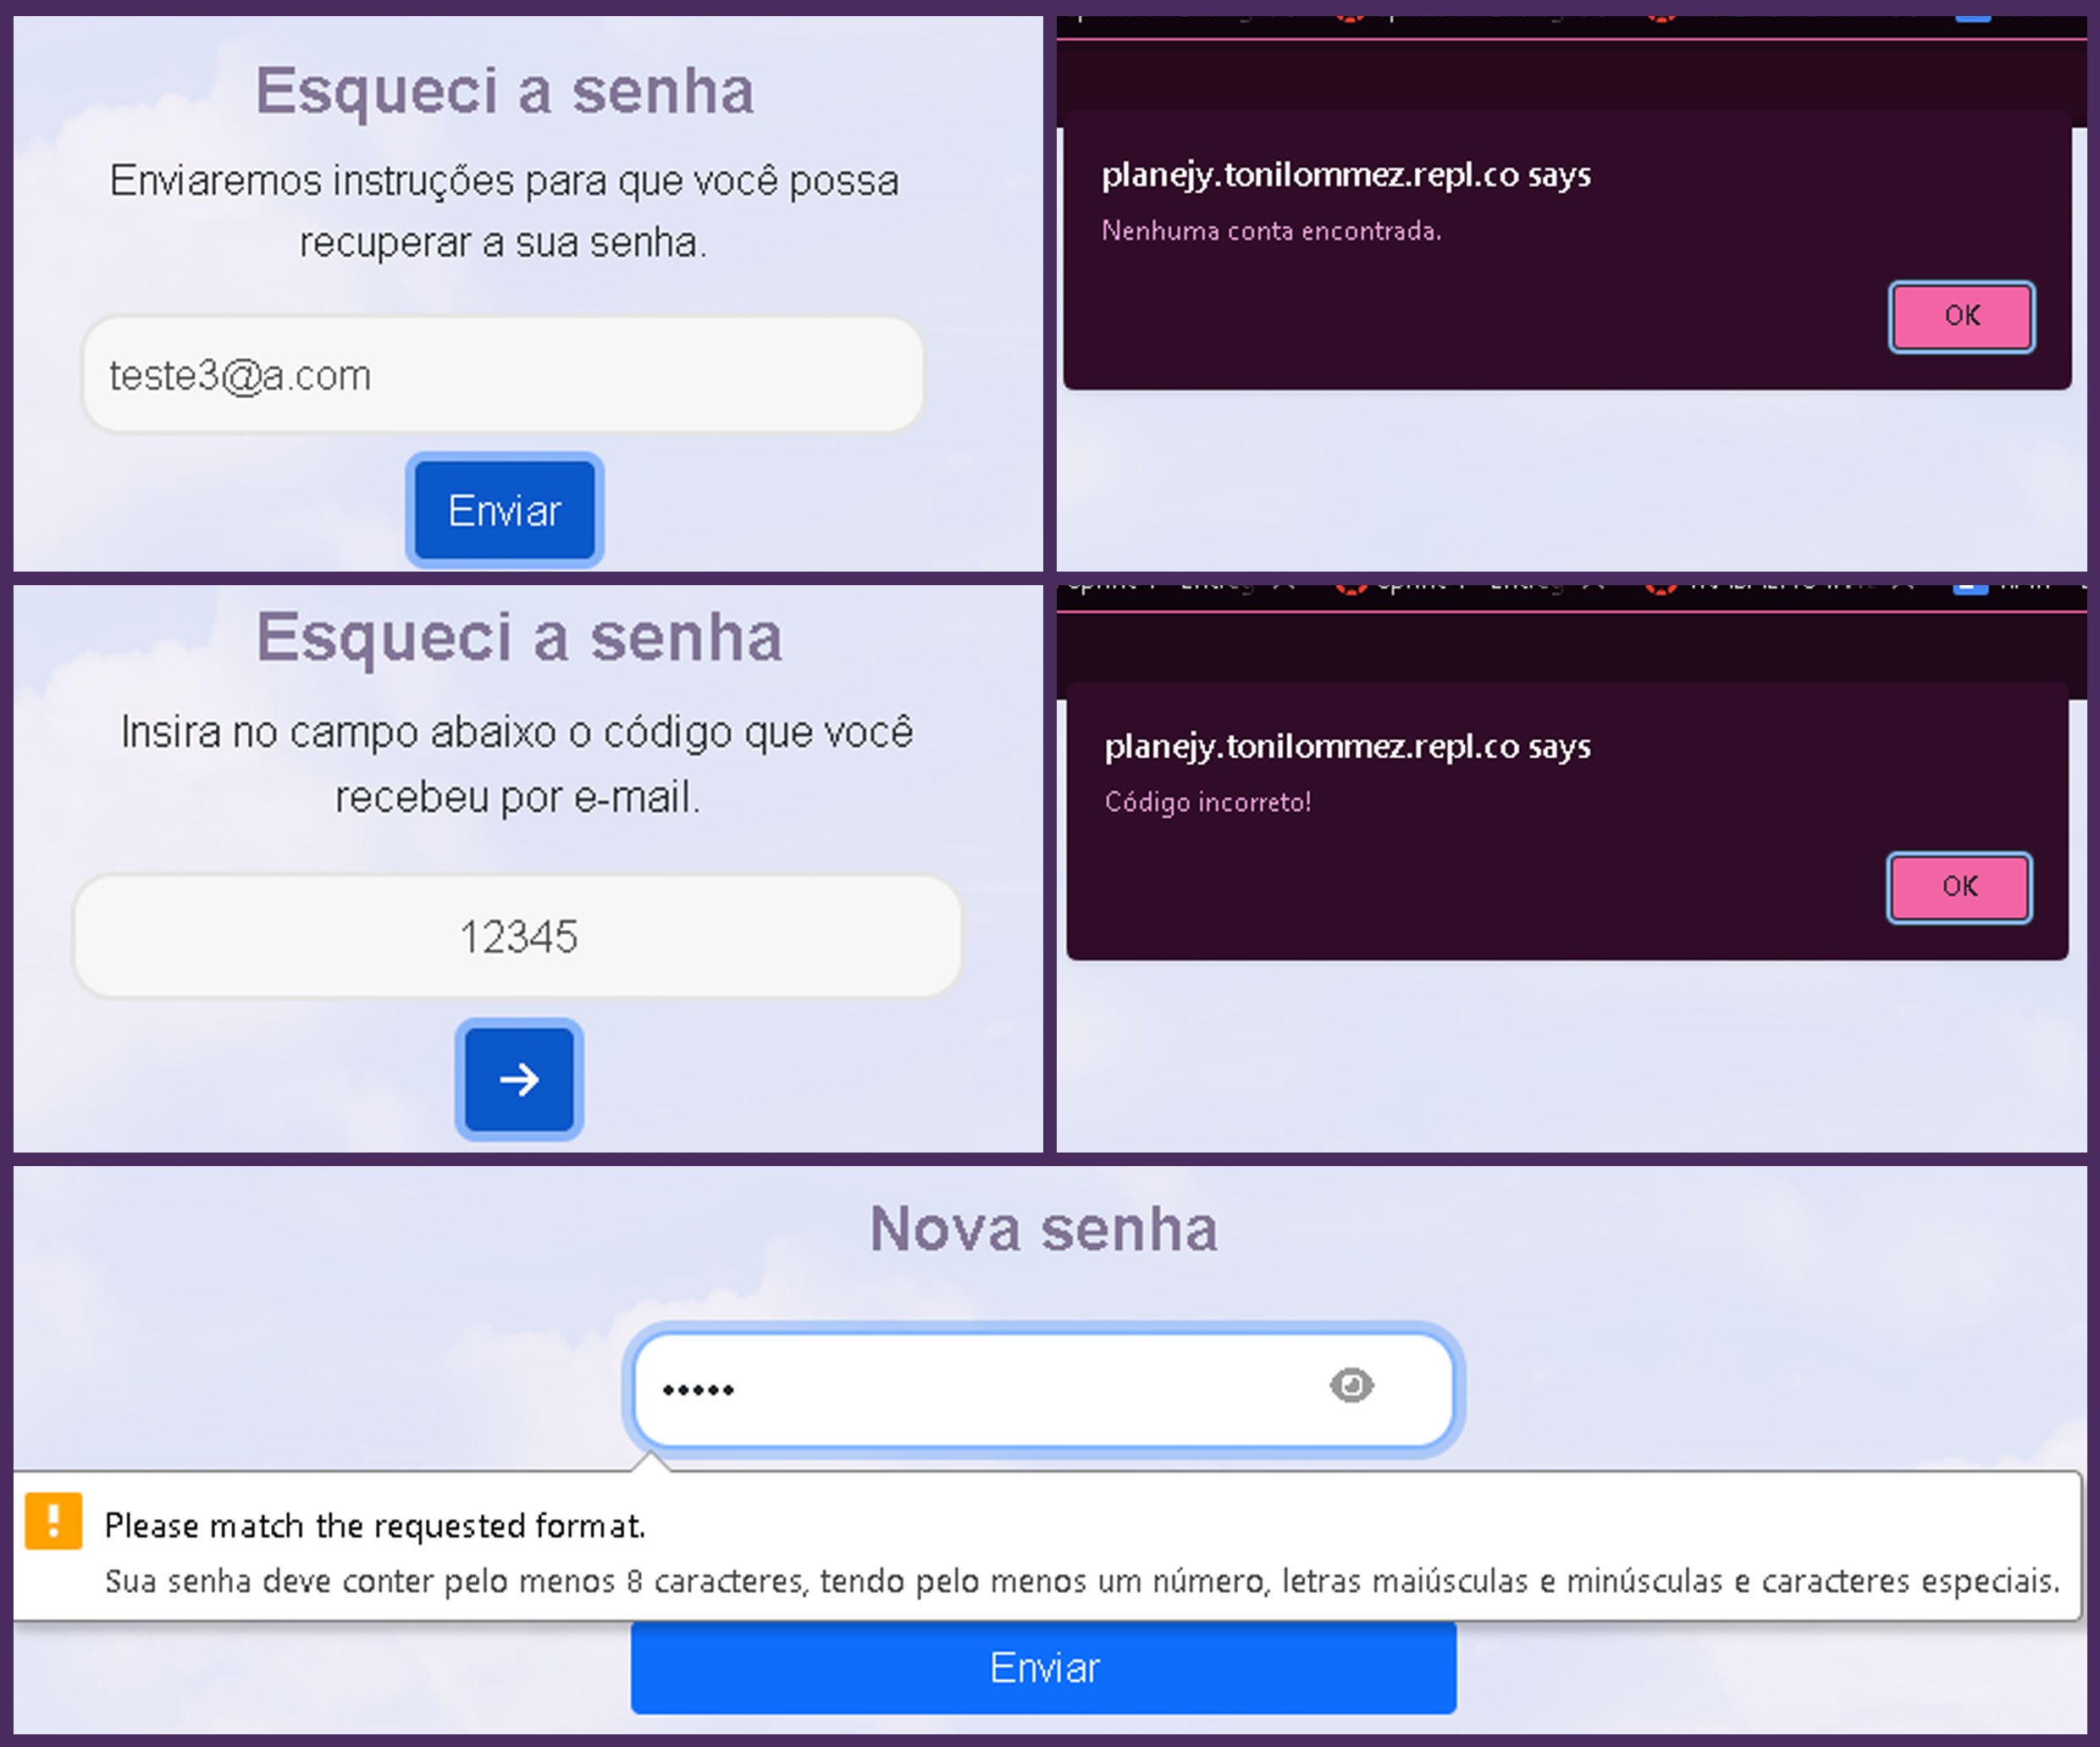 Esqueci a senha
Enviaremos instruções para que você possa
recuperar a sua senha.
teste3@a.com
Enviar
planejy.tonilommez.repl.co says
Nenhuma conta encontrada.
OK
Esqueci a senha
Insira no campo abaixo o código que você
recebeu por e-mail.
12345
planejy.tonilommez.repl.co says
Código incorreto!
OK
Nova senha
Please match the requested format.
Sua senha deve conter pelo menos 8 caracteres, tendo pelo menos um número, letras maiúsculas e minúsculas e caracteres especiais.
Enviar